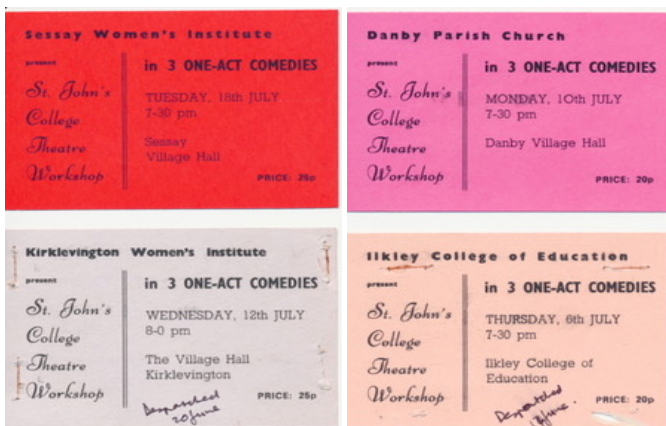 Sessay Women's Institute
present
St. John's
College
Theatre
Workshop
in 3 ONE-ACT COMEDIES
TUESDAY, 18th JULY
7-30 pm
Sessay
Village Hall
PRICE: 25p
Danby Parish Church
present
St. John's
College
Theatre
Workshop
in 3 ONE-ACT COMEDIES
MONDAY, 10th JULY
7-30 pm
Danby Village Hall
PRICE: 20p
Kirklevington Women's Institute
present
St. John's
College
Theatre
Workshop
in 3 ONE-ACT COMEDIES
WEDNESDAY, 12th JULY
8-0 pm
The Village Hall
Kirklevington
PRICE: 25p
Despatched
20 June
Ilkley College of Education
present
St. John's
College
Theatre
Workshop
in 3 ONE-ACT COMEDIES
THURSDAY, 6th JULY
7-30 pm
Ilkley College of
Education
PRICE: 20p
Despatched
June.